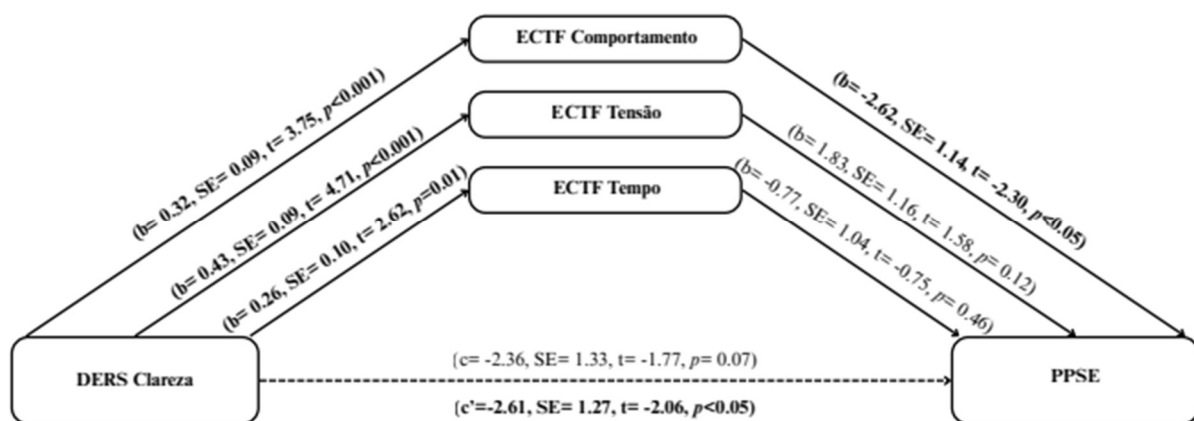 ECTF Comportamento
(b= 0.32, SE= 0.09, t= 3.75, p<0.001)
(b= -2.62, SE= 1.14, t= -2.30, p<0.05)
ECTF Tensão
(b= 0.43, SE= 0.09, t= 4.71, p<0.001)
(b= 1.83, SE= 1.16, t= 1.58, p= 0.12)
ECTF Tempo
(b= 0.26, SE= 0.10, t= 2.62, p=0.01)
(b= -0.77, SE= 1.04, t= -0.75, p= 0.46)
DERS Clareza
(c= -2.36, SE= 1.33, t= -1.77, p= 0.07)
(c’=-2.61, SE= 1.27, t= -2.06, p<0.05)
PPSE